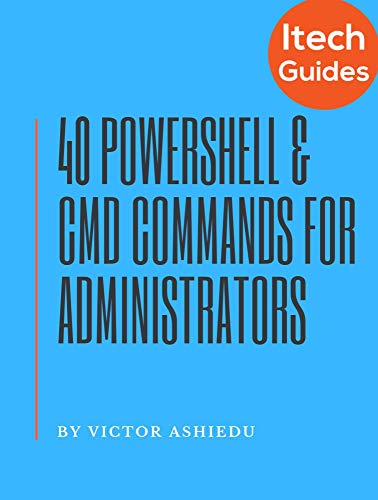 Itech
Guides
40 POWERSHELL &
CMD COMMANDS FOR
ADMINISTRATORS
BY VICTOR ASHIEDU